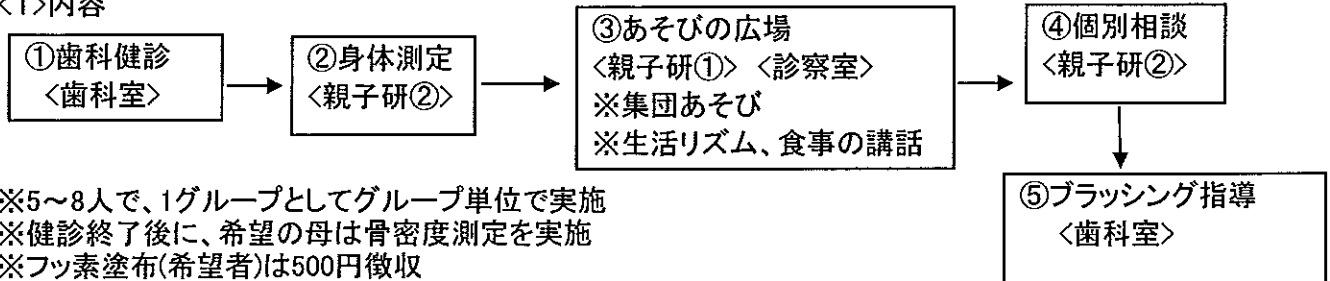 <1>内容
①歯科健診
<歯科室>
②身体測定
<親子研②>
③あそびの広場
<親子研①> <診察室>
※集団あそび
※生活リズム、食事の講話
④個別相談
<親子研②>
⑤ブラッシング指導
<歯科室>
※5~8人で、1グループとしてグループ単位で実施
※健診終了後に、希望の母は骨密度測定を実施
※フッ素塗布(希望者)は500円徴収